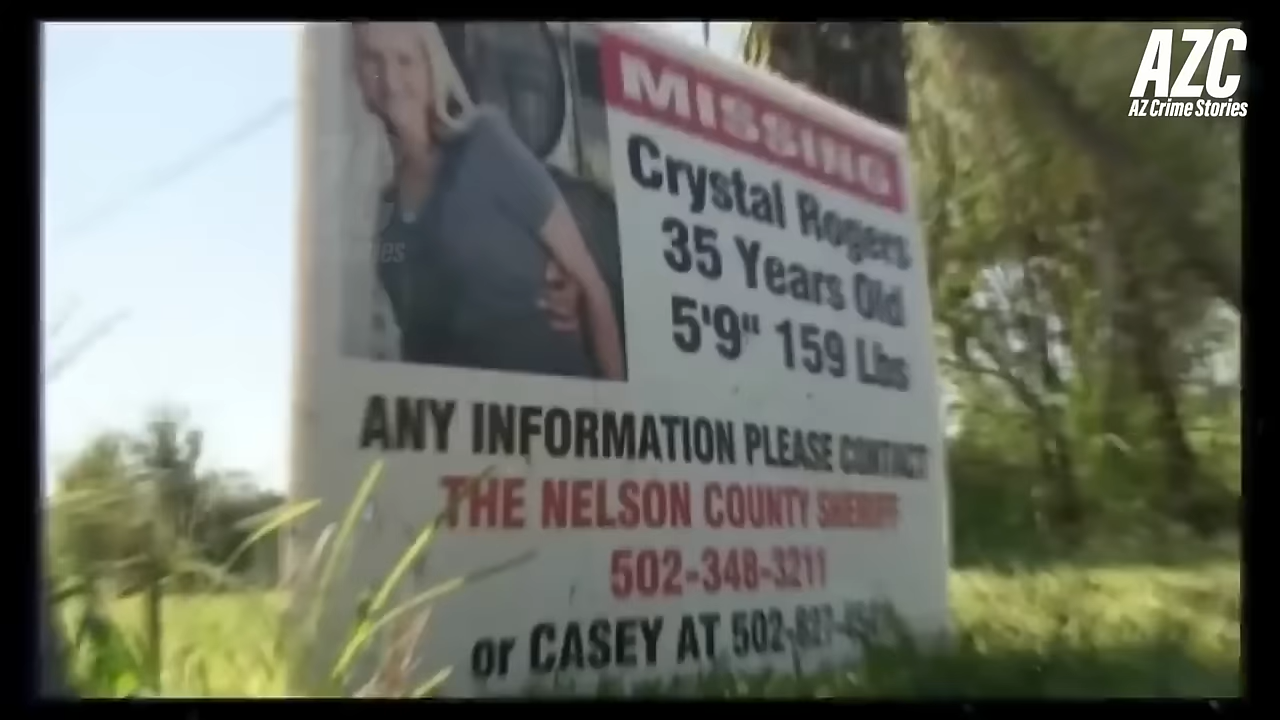 AZC
AZ Crime Stories
MISSING
Crystal Rogers
35 Years Old
5'9" 159 Lbs
ANY INFORMATION PLEASE CONTACT
THE NELSON COUNTY SHERIFF
502-348-3211
or CASEY AT